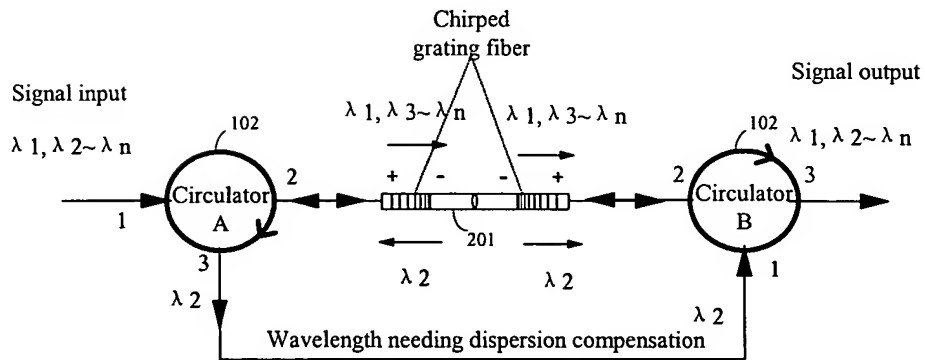 Chirped
grating fiber
Signal input
Signal output
λ 1, λ 2~ λ n
λ 1, λ 3~ λ n
λ 1, λ 3~ λ n
λ 1, λ 2~ λ n
102
102
+ - - +
Circulator
A
1
2
3
201
Circulator
B
2
3
1
λ 2
λ 2
λ 2
λ 2
Wavelength needing dispersion compensation